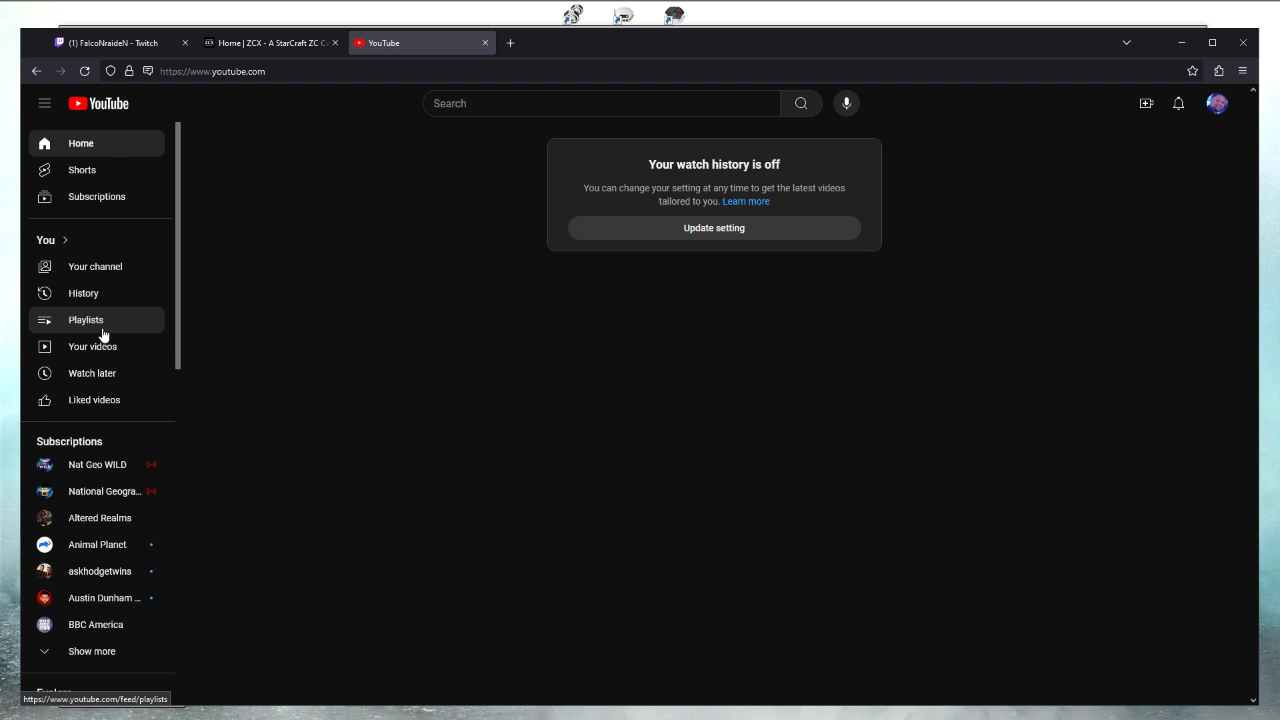 (1) FalcoNraideN - Twitch
Home | ZCX - A StarCraft ZC C
YouTube
https://www.youtube.com
YouTube
Search
Home
Shorts
Subscriptions
You
Your channel
History
Playlists
Your videos
Watch later
Liked videos
Subscriptions
Nat Geo WILD
National Geogra...
Altered Realms
Animal Planet
askhodgetwins
Austin Dunham ...
BBC America
Show more
Your watch history is off
You can change your setting at any time to get the latest videos
tailored to you. Learn more
Update setting
https://www.youtube.com/feed/playlists